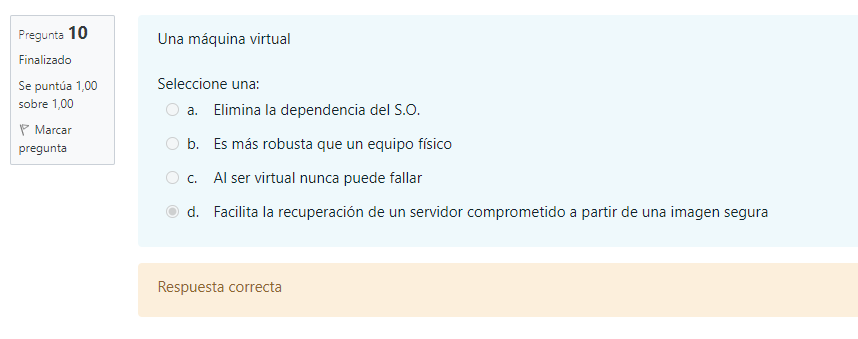 Pregunta 10
Finalizado
Se puntúa 1,00
sobre 1,00
Marcar
pregunta
Una máquina virtual
Seleccione una:
a. Elimina la dependencia del S.O.
b. Es más robusta que un equipo físico
c. Al ser virtual nunca puede fallar
d. Facilita la recuperación de un servidor comprometido a partir de una imagen segura
Respuesta correcta